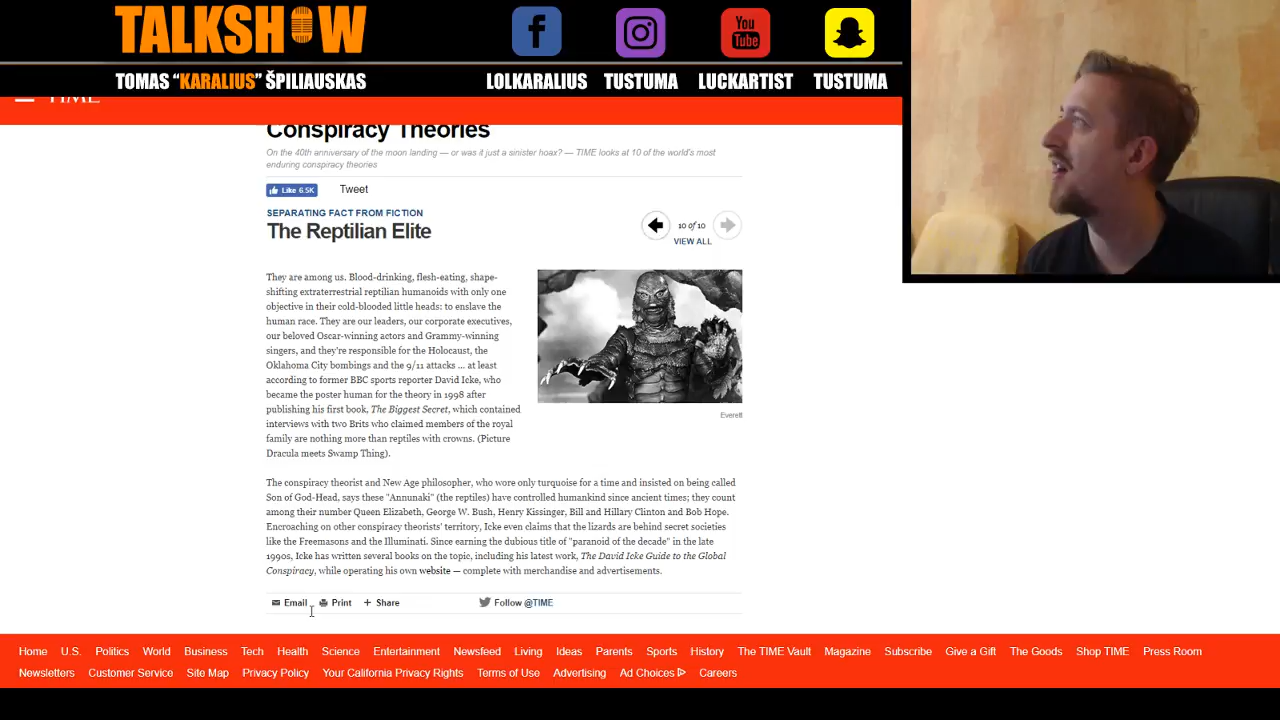 TALKSHOW
TOMAS "KARALIUS" ŠPILIAUSKAS
f
You
Tube
LOLKARALIUS
TUSTUMA
LUCKARTIST
TUSTUMA
TIME
Conspiracy Theories
On the 40th anniversary of the moon landing — or was it just a sinister hoax? — TIME looks at 10 of the world's most
enduring conspiracy theories
Like 6.5K
Tweet
SEPARATING FACT FROM FICTION
The Reptilian Elite
10 of 10
VIEW ALL
They are among us. Blood-drinking, flesh-eating, shape-
shifting extraterrestrial reptilian humanoids with only one
objective in their cold-blooded little heads: to enslave the
human race. They are our leaders, our corporate executives,
our beloved Oscar-winning actors and Grammy-winning
singers, and they're responsible for the Holocaust, the
Oklahoma City bombings and the 9/11 attacks ... at least
according to former BBC sports reporter David Icke, who
became the poster human for the theory in 1998 after
publishing his first book, The Biggest Secret, which contained
interviews with two Brits who claimed members of the royal
family are nothing more than reptiles with crowns. (Picture
Dracula meets Swamp Thing).
Everett
The conspiracy theorist and New Age philosopher, who wore only turquoise for a time and insisted on being called
Son of God-Head, says these "Annunaki" (the reptiles) have controlled humankind since ancient times; they count
among their number Queen Elizabeth, George W. Bush, Henry Kissinger, Bill and Hillary Clinton and Bob Hope.
Encroaching on other conspiracy theorists' territory, Icke even claims that the lizards are behind secret societies
like the Freemasons and the Illuminati. Since earning the dubious title of "paranoid of the decade" in the late
1990s, Icke has written several books on the topic, including his latest work, The David Icke Guide to the Global
Conspiracy, while operating his own website — complete with merchandise and advertisements.
Email
Print
+ Share
Follow @TIME
Home U.S. Politics World Business Tech Health Science Entertainment Newsfeed Living Ideas Parents Sports History The TIME Vault Magazine Subscribe Give a Gift The Goods Shop TIME Press Room
Newsletters Customer Service Site Map Privacy Policy Your California Privacy Rights Terms of Use Advertising Ad Choices Careers